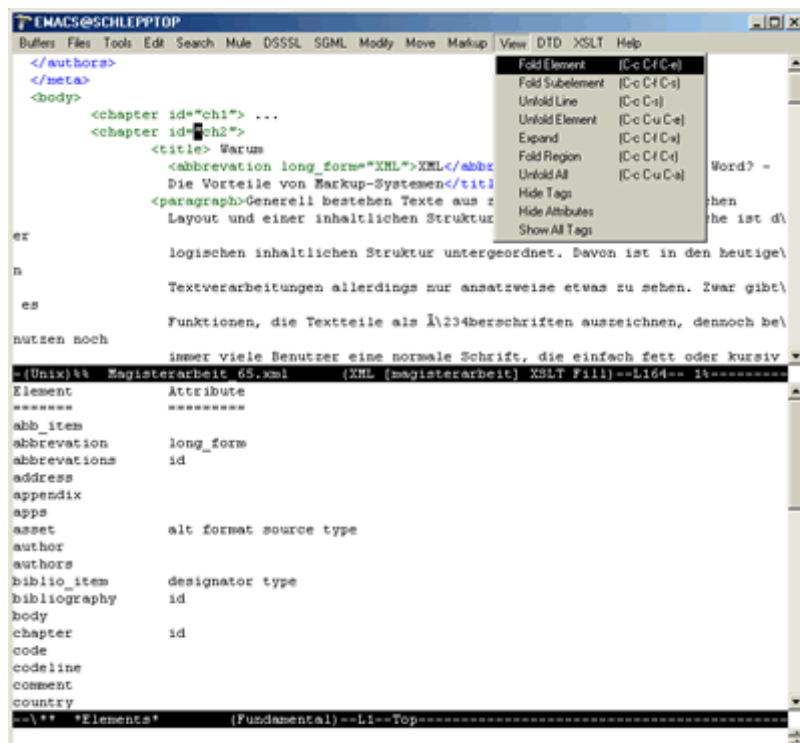 EMACS@SCHLEPPTOP
Buffers Files Tools Edit Search Mule DSSSL SGML Modify Move Markup View DTD XSLT Help
</authors>
</meta>
<body>
<chapter id="ch1"> ...
<chapter id="ch2">
<title> Warum
<abbrevation long_form="XML">XML</abbr Word? -
Die Vorteile von Markup-Systemen</titl
<paragraph>Generell bestehen Texte aus chen
Layout und einer inhaltlichen Struktur he ist d\
er
logischen inhaltlichen Struktur untergeordnet. Davon ist in den heutige\
n
Textverarbeitungen allerdings nur ansatzweise etwas zu sehen. Zwar gibt\
es
Funktionen, die Textteile als Å\234berschriften auszeichnen, dennoch be\
nutzen noch
immer viele Benutzer eine normale Schrift, die einfach fett oder kursiv
Fold Element (C-c C-f C-e)
Fold Subelement (C-c C-f C-s)
Unfold Line (C-c C-s)
Unfold Element (C-c C-u C-e)
Expand (C-c C-f C-x)
Fold Region (C-c C-f C-r)
Unfold All (C-c C-u C-a)
Hide Tags
Hide Attributes
Show All Tags
-(Unix)%% Magisterarbeit_65.xml (XML [magisterarbeit] XSLT Fill)--L164-- 1%---------
Element Attribute
======= =========
abb_item
abbrevation long_form
abbrevations id
address
appendix
apps
asset alt format source type
author
authors
biblio_item designator type
bibliography id
body
chapter id
code
codeline
comment
country
--\** *Elements* (Fundamental)--L1--Top----------------------------------------